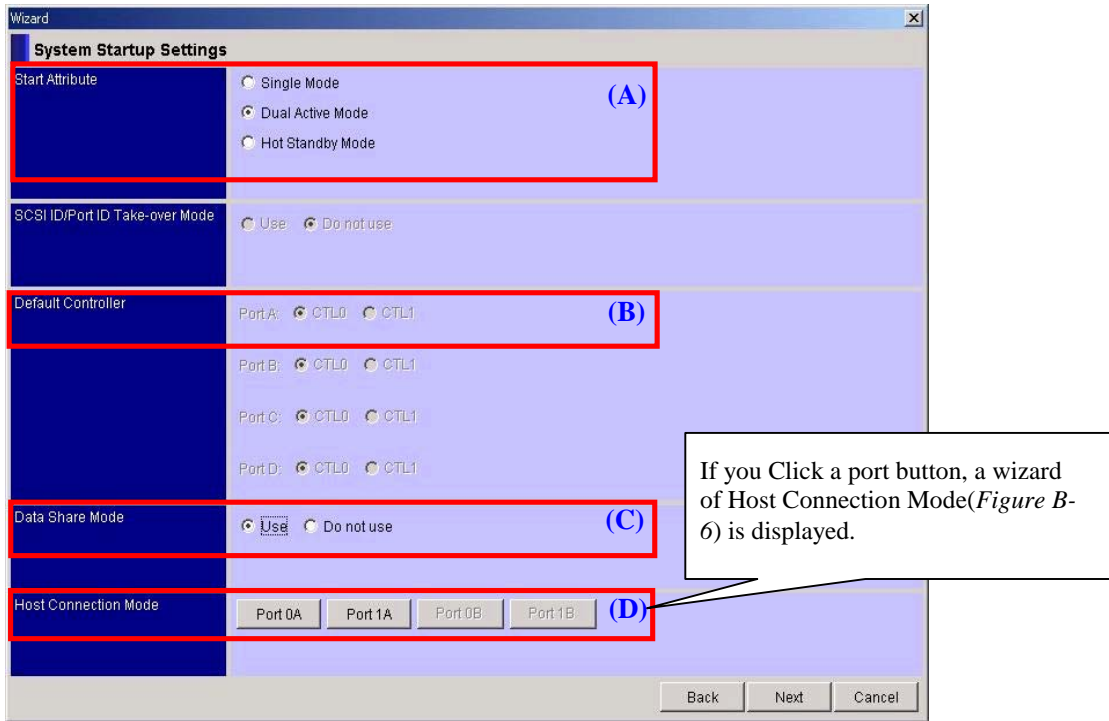 Wizard
System Startup Settings
Start Attribute
Single Mode
(A)
Dual Active Mode
Hot Standby Mode
SCSI ID/Port ID Take-over Mode
Use Do not use
Default Controller
Port A: CTL0 CTL1
(B)
Port B: CTL0 CTL1
Port C: CTL0 CTL1
Port D: CTL0 CTL1
If you Click a port button, a wizard
of Host Connection Mode(Figure B-
6) is displayed.
Data Share Mode
Use Do not use
(C)
Host Connection Mode
Port 0A Port 1A Port 0B Port 1B
(D)
Back Next Cancel